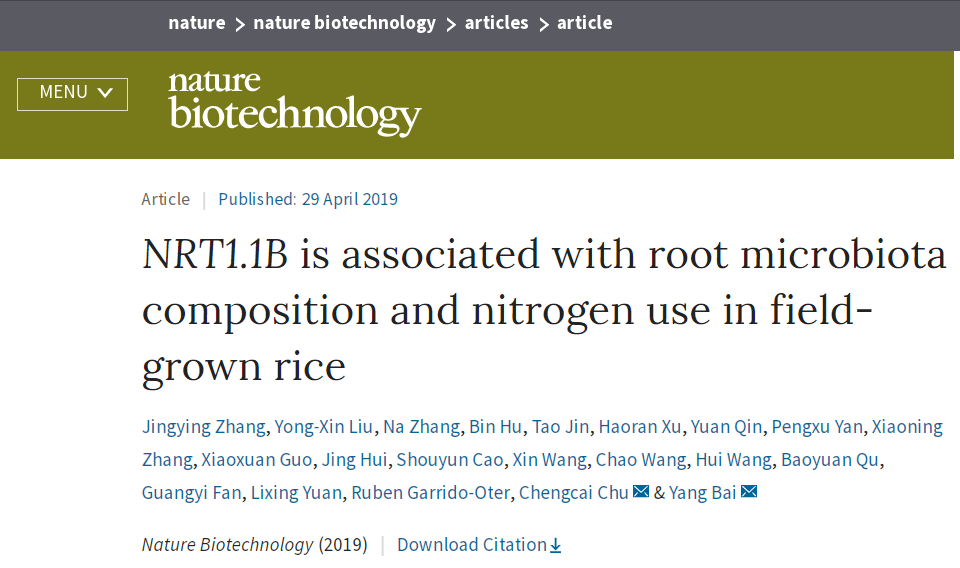 nature > nature biotechnology > articles > article
MENU
nature
biotechnology
Article | Published: 29 April 2019
NRT1.1B is associated with root microbiota
composition and nitrogen use in field-
grown rice
Jingying Zhang, Yong-Xin Liu, Na Zhang, Bin Hu, Tao Jin, Haoran Xu, Yuan Qin, Pengxu Yan, Xiaoning
Zhang, Xiaoxuan Guo, Jing Hui, Shouyun Cao, Xin Wang, Chao Wang, Hui Wang, Baoyuan Qu,
Guangyi Fan, Lixing Yuan, Ruben Garrido-Oter, Chengcai Chu & Yang Bai
Nature Biotechnology (2019) | Download Citation